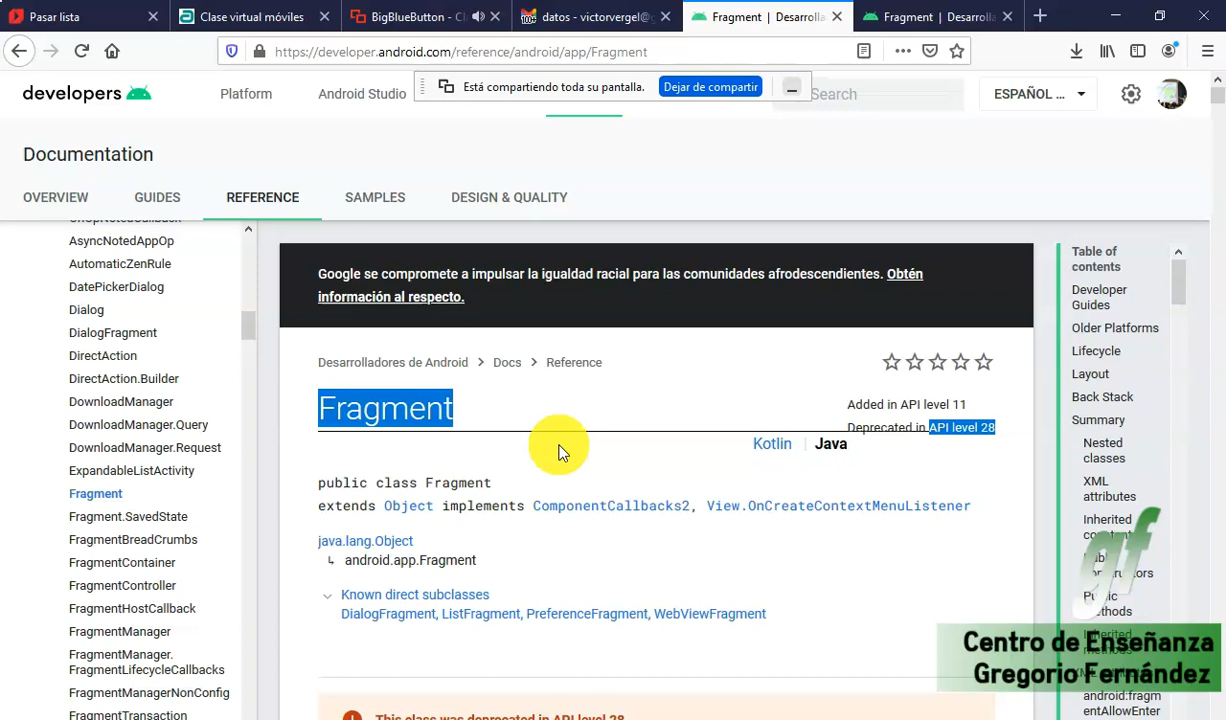 Pasar lista
Clase virtual móviles
BigBlueButton - Cl
datos - victorvergel@
Fragment | Desarrolla
Fragment | Desarrolla
https://developer.android.com/reference/android/app/Fragment
developers
Platform
Android Studio
Está compartiendo toda su pantalla.
Dejar de compartir
Search
ESPAÑOL ...
Documentation
OVERVIEW
GUIDES
REFERENCE
SAMPLES
DESIGN & QUALITY
AsyncNotedAppOp
AutomaticZenRule
DatePickerDialog
Dialog
DialogFragment
DirectAction
DirectAction.Builder
DownloadManager
DownloadManager.Query
DownloadManager.Request
ExpandableListActivity
Fragment
Fragment.SavedState
FragmentBreadCrumbs
FragmentContainer
FragmentController
FragmentHostCallback
FragmentManager
FragmentManager.
FragmentLifecycleCallbacks
FragmentManagerNonConfig
FragmentTransaction
Google se compromete a impulsar la igualdad racial para las comunidades afrodescendientes. Obtén
información al respecto.
Desarrolladores de Android > Docs > Reference
Fragment
Added in API level 11
Deprecated in API level 28
Kotlin | Java
public class Fragment
extends Object implements ComponentCallbacks2, View.OnCreateContextMenuListener
java.lang.Object
↳ android.app.Fragment
Known direct subclasses
DialogFragment, ListFragment, PreferenceFragment, WebViewFragment
This class was deprecated in API level 28.
Table of
contents
Developer
Guides
Older Platforms
Lifecycle
Layout
Back Stack
Summary
Nested
classes
XML
attributes
Inherited
Public
methods
Inherited
android:fragm
entAllowEnter
gf
Centro de Enseñanza
Gregorio Fernández